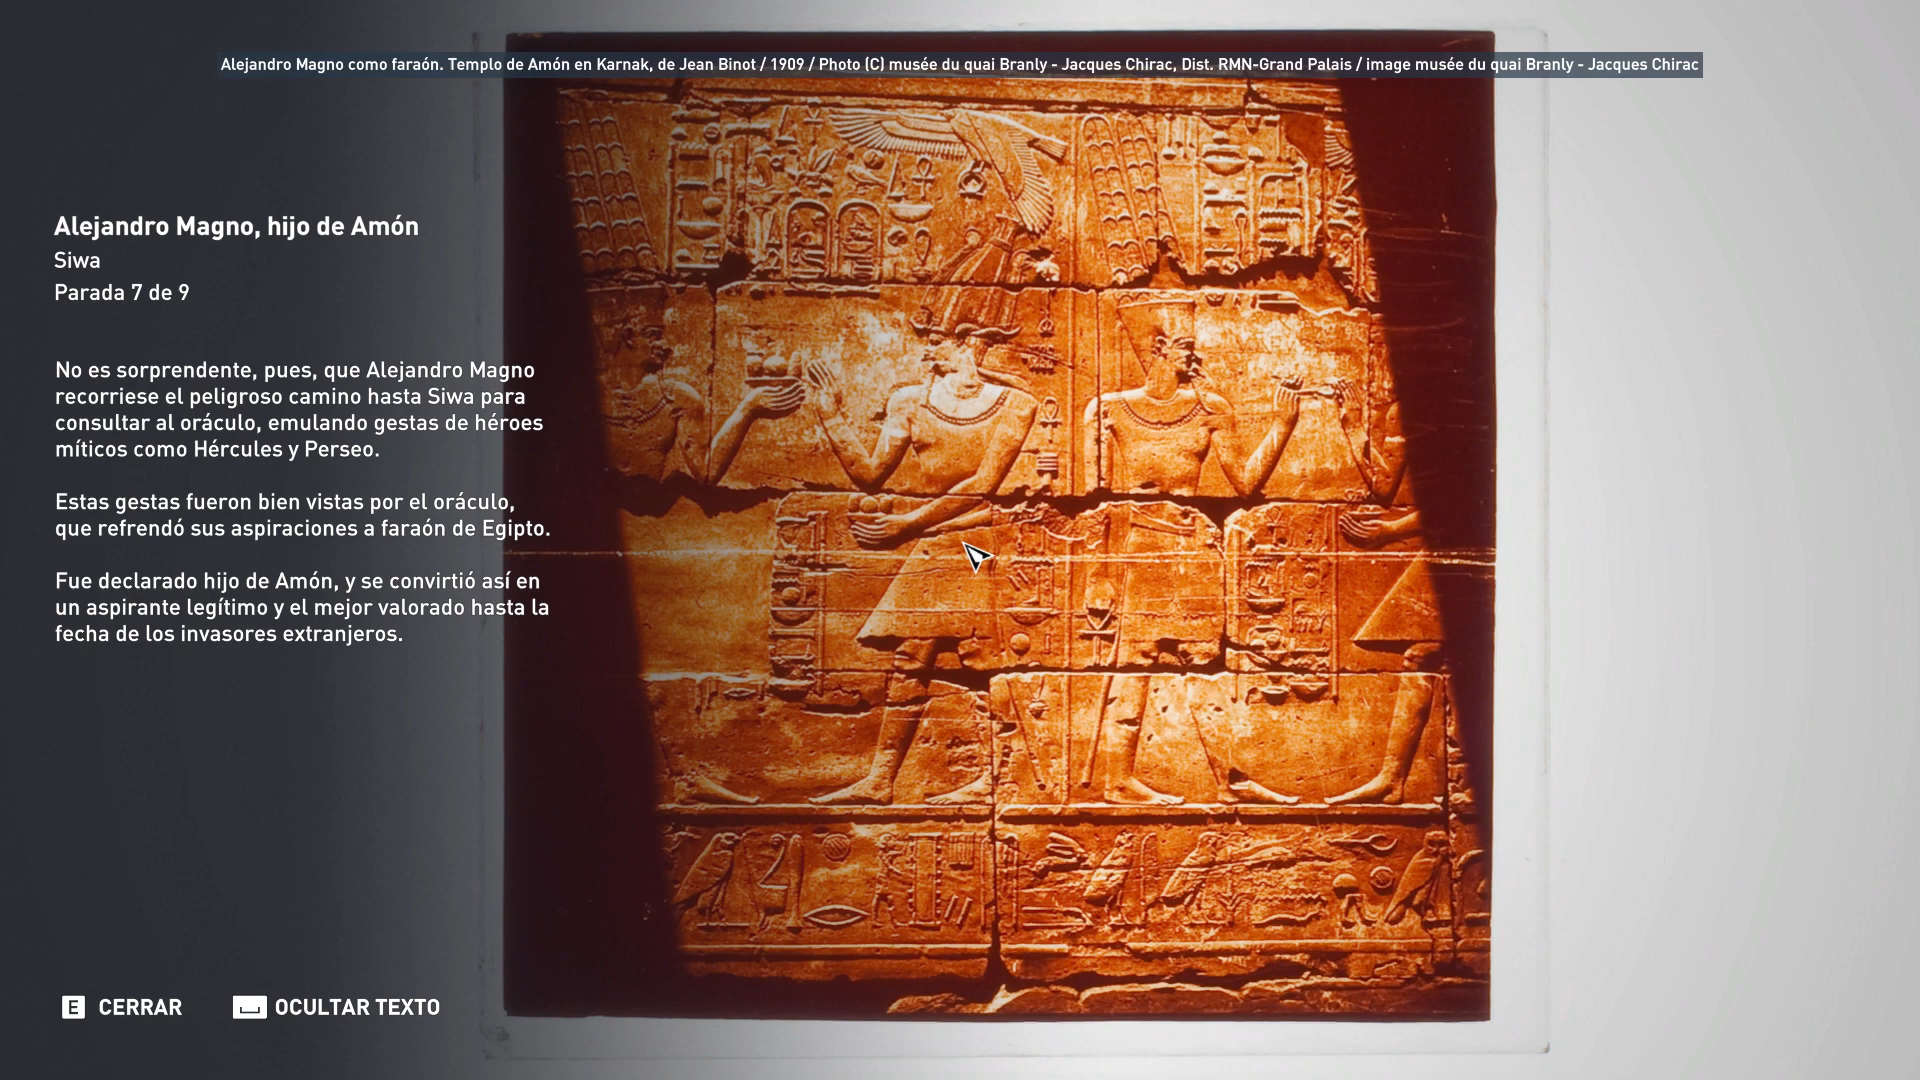 Alejandro Magno como faraón. Templo de Amón en Karnak, de Jean Binot / 1909 / Photo (C) musée du quai Branly - Jacques Chirac, Dist. RMN-Grand Palais / image musée du quai Branly - Jacques Chirac
Alejandro Magno, hijo de Amón
Siwa
Parada 7 de 9
No es sorprendente, pues, que Alejandro Magno
recorriese el peligroso camino hasta Siwa para
consultar al oráculo, emulando gestas de héroes
míticos como Hércules y Perseo.
Estas gestas fueron bien vistas por el oráculo,
que refrendó sus aspiraciones a faraón de Egipto.
Fue declarado hijo de Amón, y se convirtió así en
un aspirante legítimo y el mejor valorado hasta la
fecha de los invasores extranjeros.
E CERRAR
OCULTAR TEXTO